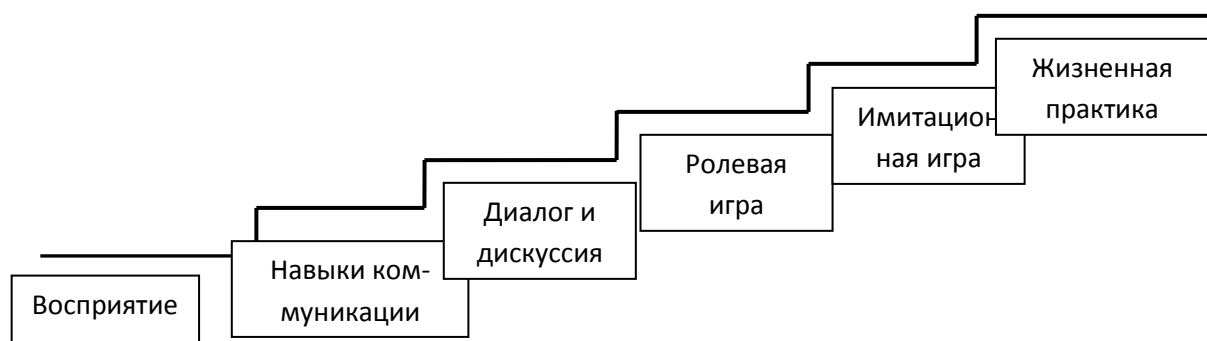 Восприятие
Навыки ком-
муникации
Диалог и
дискуссия
Ролевая
игра
Имитацион
ная игра
Жизненная
практика